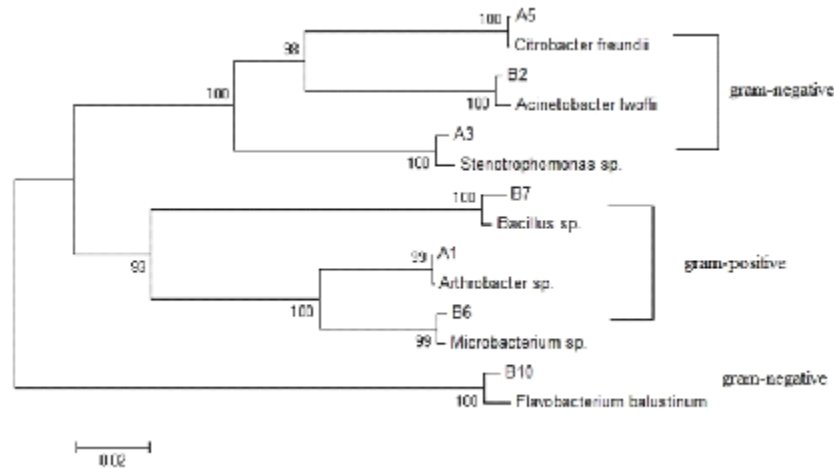 100 A5
Citrobacter freundii
98
B2
100 Acinetobacter lwoffi
gram-negative
100
A3
100 Stenotrophomonas sp.
100 B7
Bacillus sp.
93
99 A1
Arthrobacter sp.
gram-positive
100
B6
99 Microbacterium sp.
B10
gram-negative
100 Flavobacterium balustinum
0.02